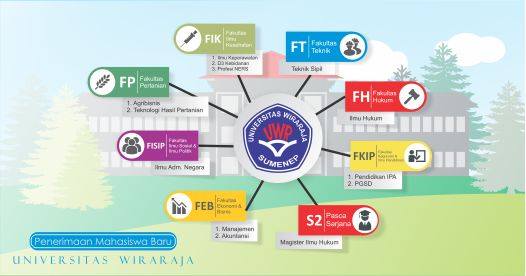 FIK
Fakultas
Ilmu
Kesehatan
1. Ilmu Keperawatan
2. D3 Kebidanan
3. Profesi NERS
FT
Fakultas
Teknik
Teknik Sipil
FP
Fakultas
Pertanian
1. Agribisnis
2. Teknologi Hasil Pertanian
FH
Fakultas
Hukum
Ilmu Hukum
UNIVERSITAS WIRARAJA
SUMENEP
FISIP
Fakultas
Ilmu Sosial &
Ilmu Politik
Ilmu Adm. Negara
FKIP
Fakultas
Keguruan &
Ilmu Pendidikan
1. Pendidikan IPA
2. PGSD
FEB
Fakultas
Ekonomi &
Bisnis
1. Manajemen
2. Akuntansi
S2
Pasca
Sarjana
Magister Ilmu Hukum
Penerimaan Mahasiswa Baru
UNIVERSITAS WIRARAJA